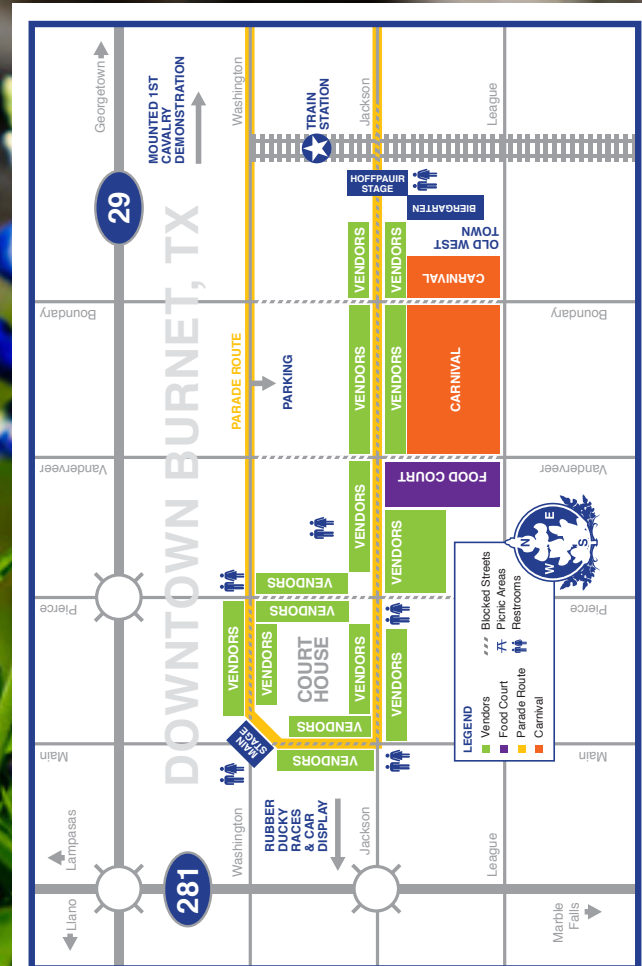 DOWNTOWN BURNET, TX
29
281
Georgetown
Lampasas
Llano
Marble
Falls
MOUNTED 1ST
CAVALRY
DEMONSTRATION
TRAIN
STATION
Washington
Jackson
League
Washington
Jackson
League
Boundary
Vanderveer
Pierce
Main
Boundary
Vanderveer
Pierce
Main
PARADE ROUTE
PARKING
HOFFPAUIR
STAGE
BIERGARTEN
OLD WEST
TOWN
CARNIVAL
CARNIVAL
FOOD COURT
VENDORS
VENDORS
VENDORS
VENDORS
VENDORS
VENDORS
VENDORS
VENDORS
VENDORS
VENDORS
VENDORS
VENDORS
VENDORS
VENDORS
COURT
HOUSE
MAIN
STAGE
RUBBER
DUCKY
RACES
& CAR
DISPLAY
LEGEND
Vendors
Food Court
Parade Route
Carnival
Blocked Streets
Picnic Areas
Restrooms
N
E
S
W